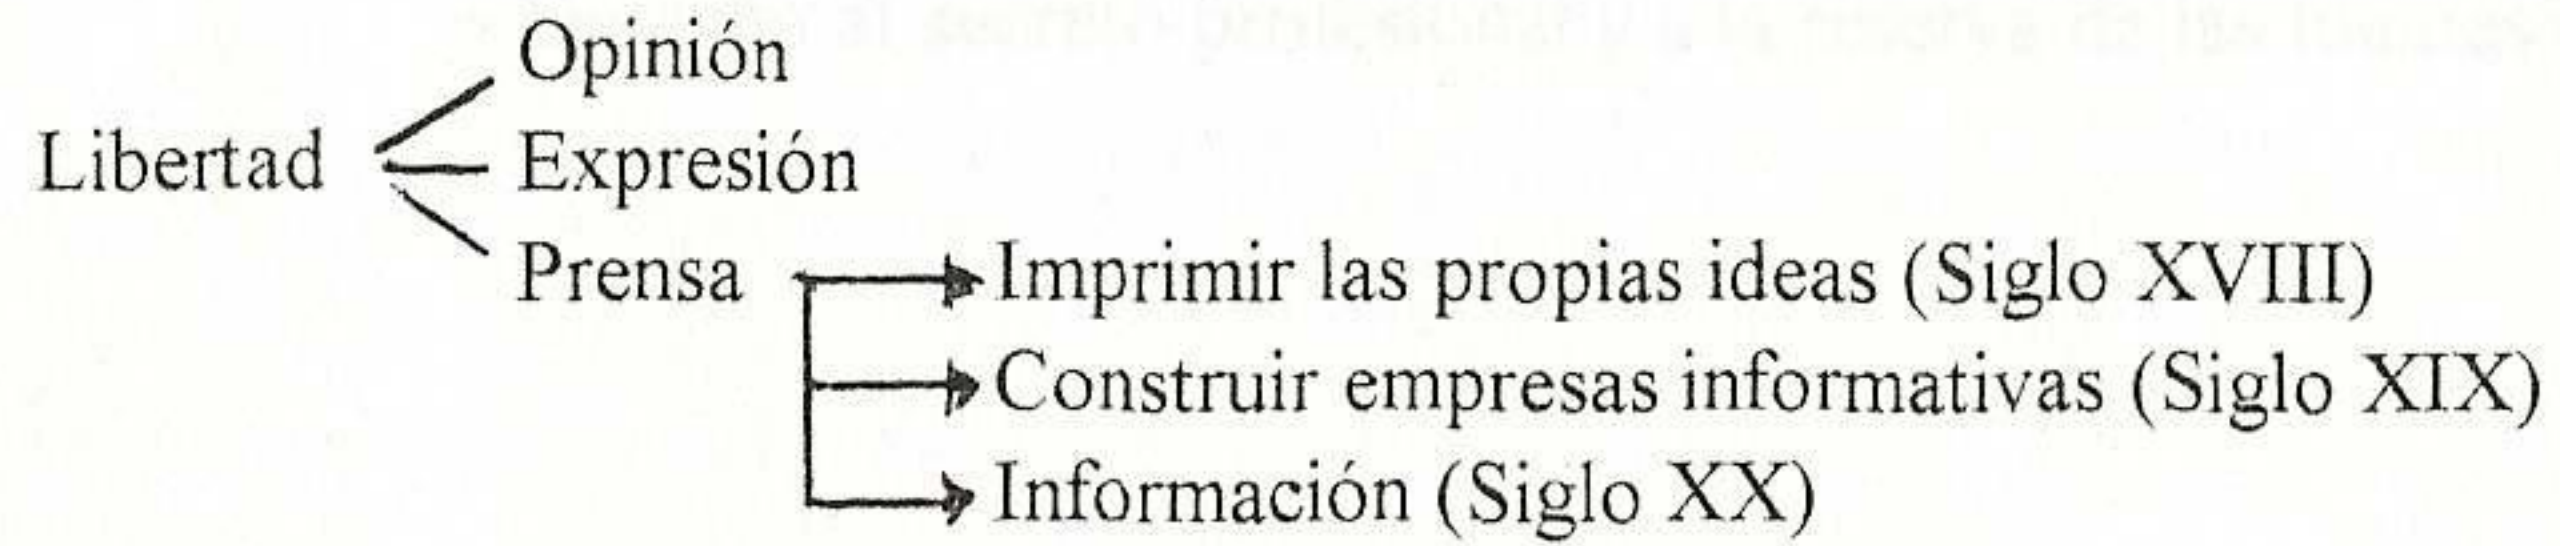 Opinión
Libertad Expresión
Prensa Imprimir las propias ideas (Siglo XVIII)
Construir empresas informativas (Siglo XIX)
Información (Siglo XX)